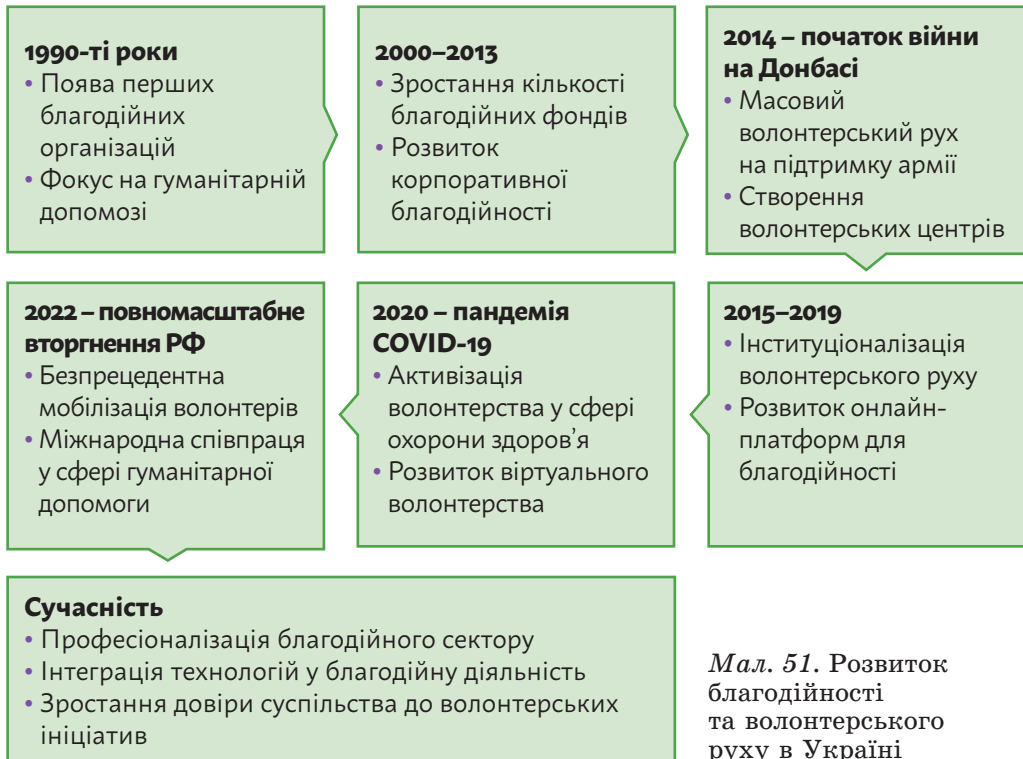 1990-ті роки
• Поява перших
благодійних
організацій
• Фокус на гуманітарній
допомозі
2000–2013
• Зростання кількості
благодійних фондів
• Розвиток
корпоративної
благодійності
2014 – початок війни
на Донбасі
• Масовий
волонтерський рух
на підтримку армії
• Створення
волонтерських центрів
2015–2019
• Інституціоналізація
волонтерського руху
• Розвиток онлайн-
платформ для
благодійності
2020 – пандемія
COVID-19
• Активізація
волонтерства у сфері
охорони здоров’я
• Розвиток віртуального
волонтерства
2022 – повномасштабне
вторгнення РФ
• Безпрецедентна
мобілізація волонтерів
• Міжнародна співпраця
у сфері гуманітарної
допомоги
Сучасність
• Професіоналізація благодійного сектору
• Інтеграція технологій у благодійну діяльність
• Зростання довіри суспільства до волонтерських
ініціатив
Мал. 51. Розвиток
благодійності
та волонтерського
руху в Україні